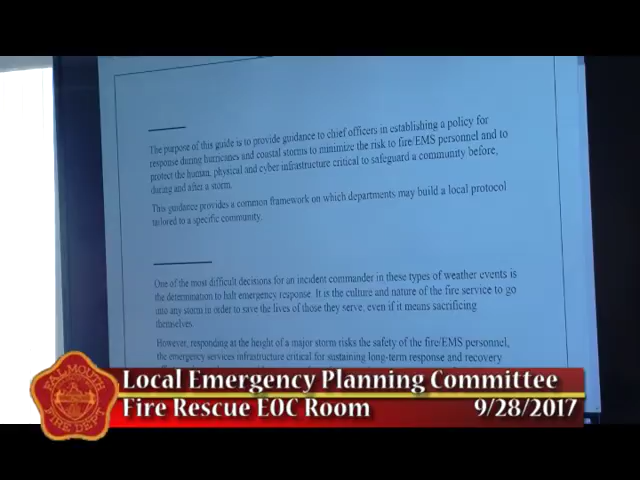 The purpose of this guide is to provide guidance to chief officers in establishing a policy for
response during hurricanes and coastal storms to minimize the risk to fire/EMS personnel and to
protect the human, physical and cyber infrastructure critical to safeguard a community before,
during and after a storm.
This guidance provides a common framework on which departments may build a local protocol
tailored to a specific community.
One of the most difficult decisions for an incident commander in these types of weather events is
the determination to halt emergency response. It is the culture and nature of the fire service to go
into any storm in order to save the lives of those they serve, even if it means sacrificing
themselves.
However, responding at the height of a major storm risks the safety of the fire/EMS personnel,
the emergency services infrastructure critical for sustaining long-term response and recovery
Local Emergency Planning Committee
Fire Rescue EOC Room 9/28/2017
FALMOUTH
FIRE DEPT